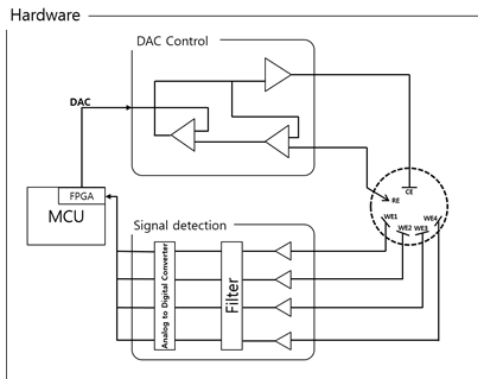 Hardware
DAC Control
DAC
FPGA
MCU
CE
RE
WE1
WE2
WE3
WE4
Signal detection
Analog to Digital Converter
Filter